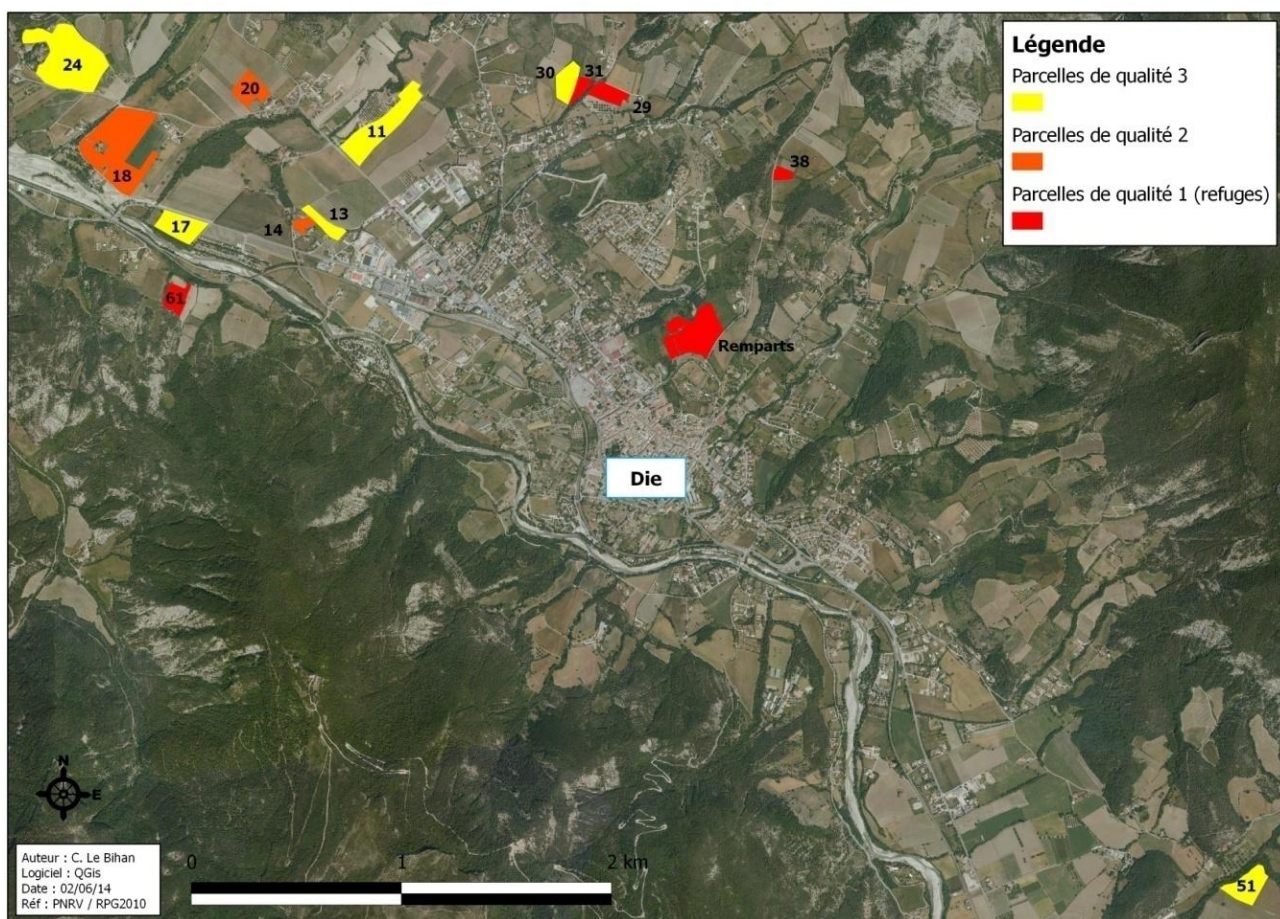 Légende
Parcelles de qualité 3
Parcelles de qualité 2
Parcelles de qualité 1 (refuges)
24
20
30
31
29
11
18
38
13
14
17
61
Remparts
Die
N
E
51
Auteur : C. Le Bihan
Logiciel : QGis
Date : 02/06/14
Réf : PNRV / RPG2010
0 1 2 km